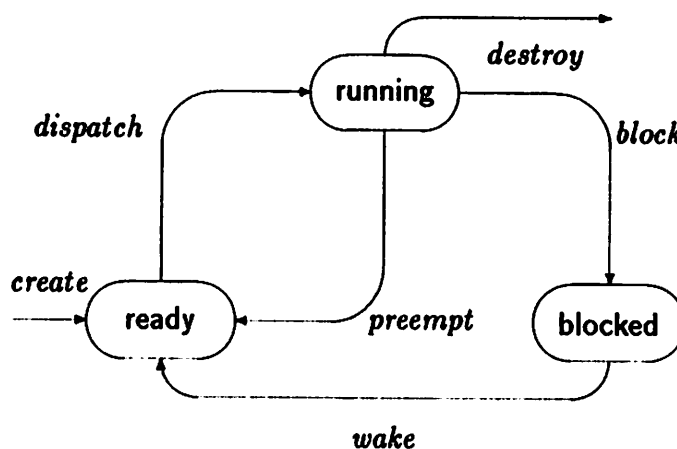 destroy
running
dispatch
block
create
ready
preempt
blocked
wake